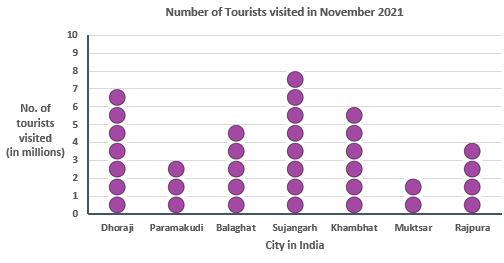 Number of Tourists visited in November 2021
10
9
8
7
6
5
4
3
2
1
0
No. of
tourists
visited
(in millions)
Dhoraji Paramakudi Balaghat Sujangarh Khambhat Muktsar Rajpura
City in India